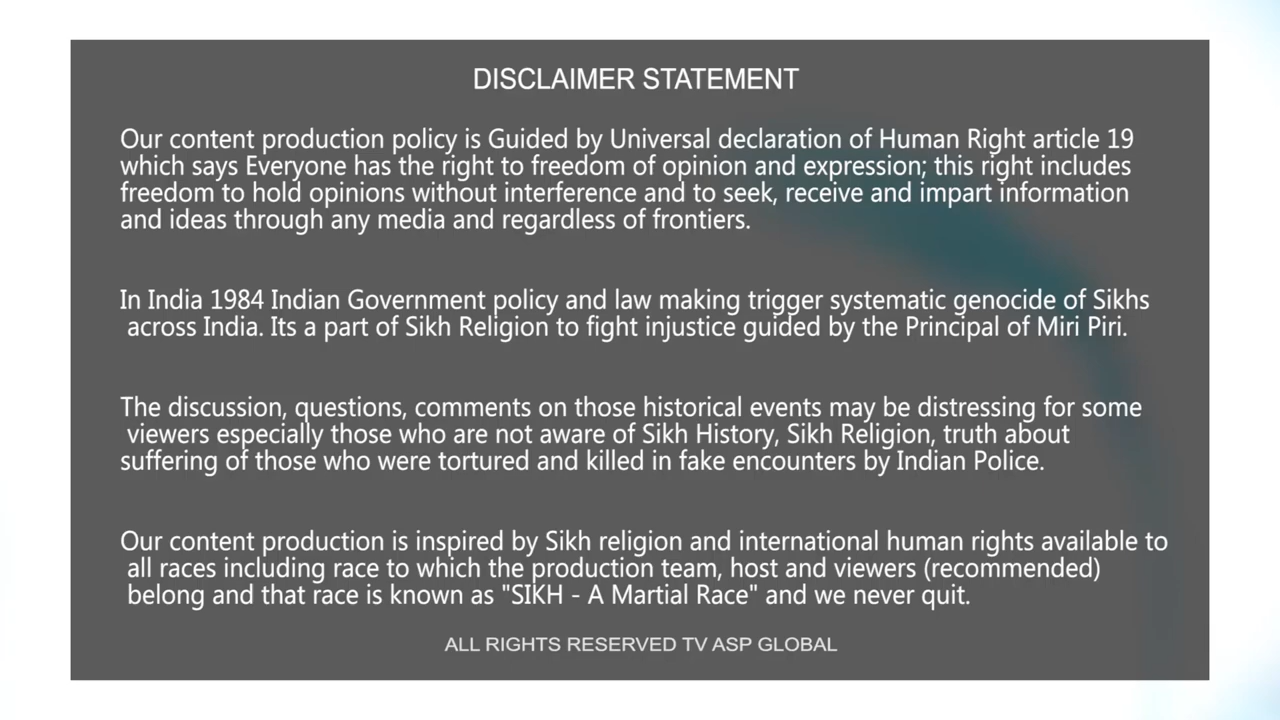 DISCLAIMER STATEMENT
Our content production policy is Guided by Universal declaration of Human Right article 19
which says Everyone has the right to freedom of opinion and expression; this right includes
freedom to hold opinions without interference and to seek, receive and impart information
and ideas through any media and regardless of frontiers.
In India 1984 Indian Government policy and law making trigger systematic genocide of Sikhs
across India. Its a part of Sikh Religion to fight injustice guided by the Principal of Miri Piri.
The discussion, questions, comments on those historical events may be distressing for some
viewers especially those who are not aware of Sikh History, Sikh Religion, truth about
suffering of those who were tortured and killed in fake encounters by Indian Police.
Our content production is inspired by Sikh religion and international human rights available to
all races including race to which the production team, host and viewers (recommended)
belong and that race is known as "SIKH - A Martial Race" and we never quit.
ALL RIGHTS RESERVED TV ASP GLOBAL